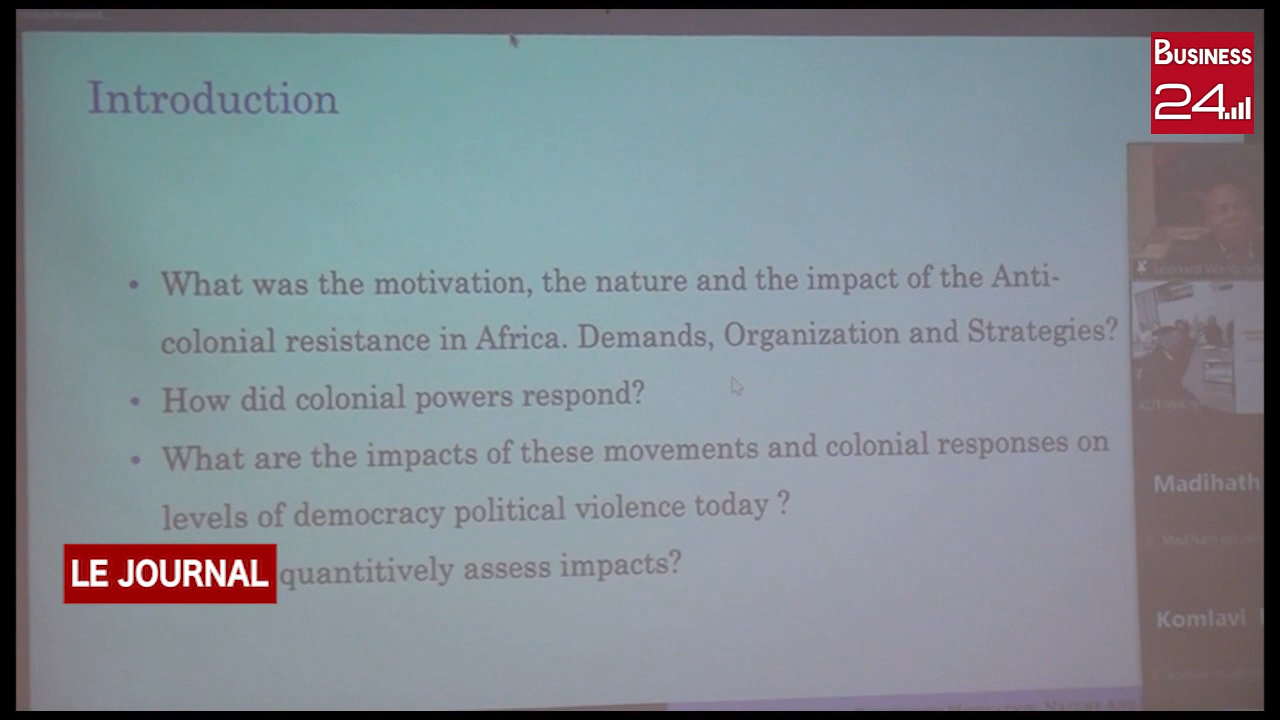 Introduction
BUSINESS
24
• What was the motivation, the nature and the impact of the Anti-
colonial resistance in Africa. Demands, Organization and Strategies?
• How did colonial powers respond?
• What are the impacts of these movements and colonial responses on
levels of democracy political violence today ?
LE JOURNAL
quantitively assess impacts?
Madihath
Komlavi